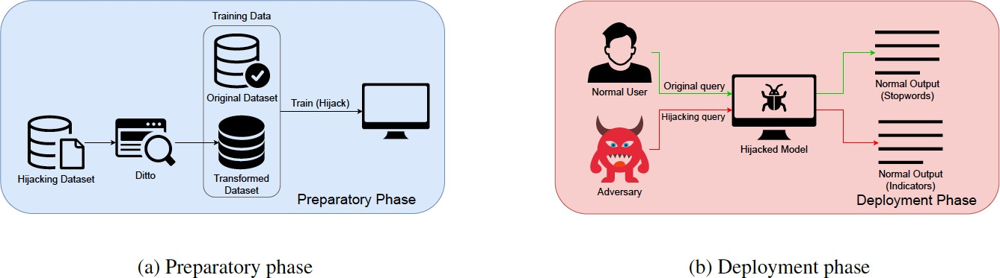 Training Data
Original Dataset
Train (Hijack)
Hijacking Dataset
Ditto
Transformed
Dataset
Preparatory Phase
Normal User
Original query
Hijacking query
Adversary
Hijacked Model
Normal Output
(Stopwords)
Normal Output
(Indicators)
Deployment Phase
(a) Preparatory phase
(b) Deployment phase